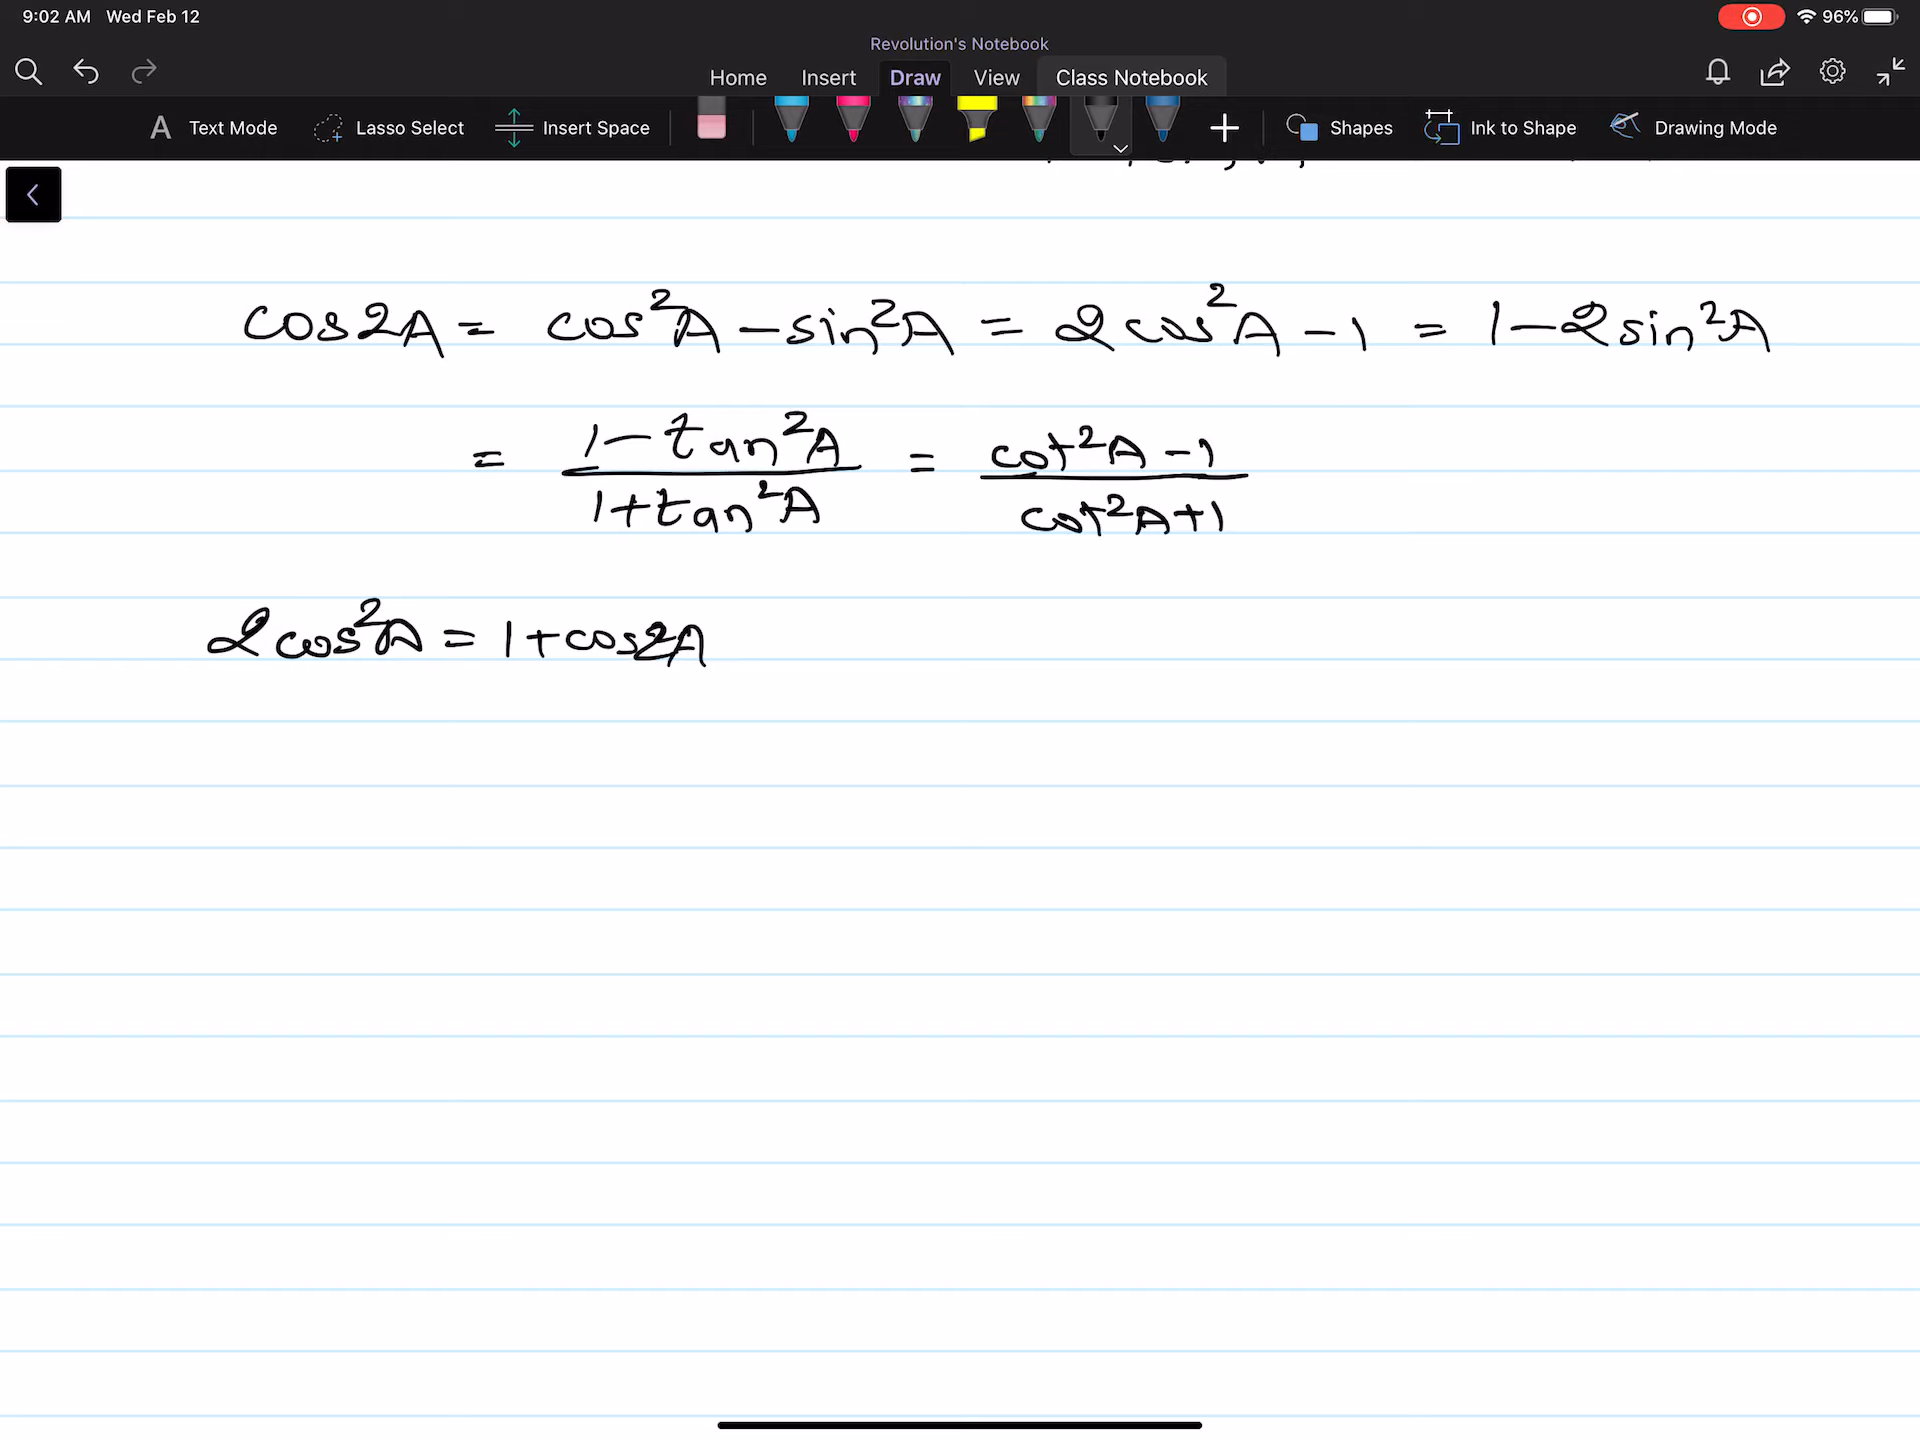 9:02 AM Wed Feb 12 96%
Revolution's Notebook
Home Insert Draw View Class Notebook
A Text Mode Lasso Select Insert Space Shapes Ink to Shape Drawing Mode
cos2A = cos²A - sin²A = 2cos²A - 1 = 1 - 2sin²A
= (1 - tan²A)/(1 + tan²A) = (cot²A - 1)/(cot²A + 1)
2cos²A = 1 + cos2A